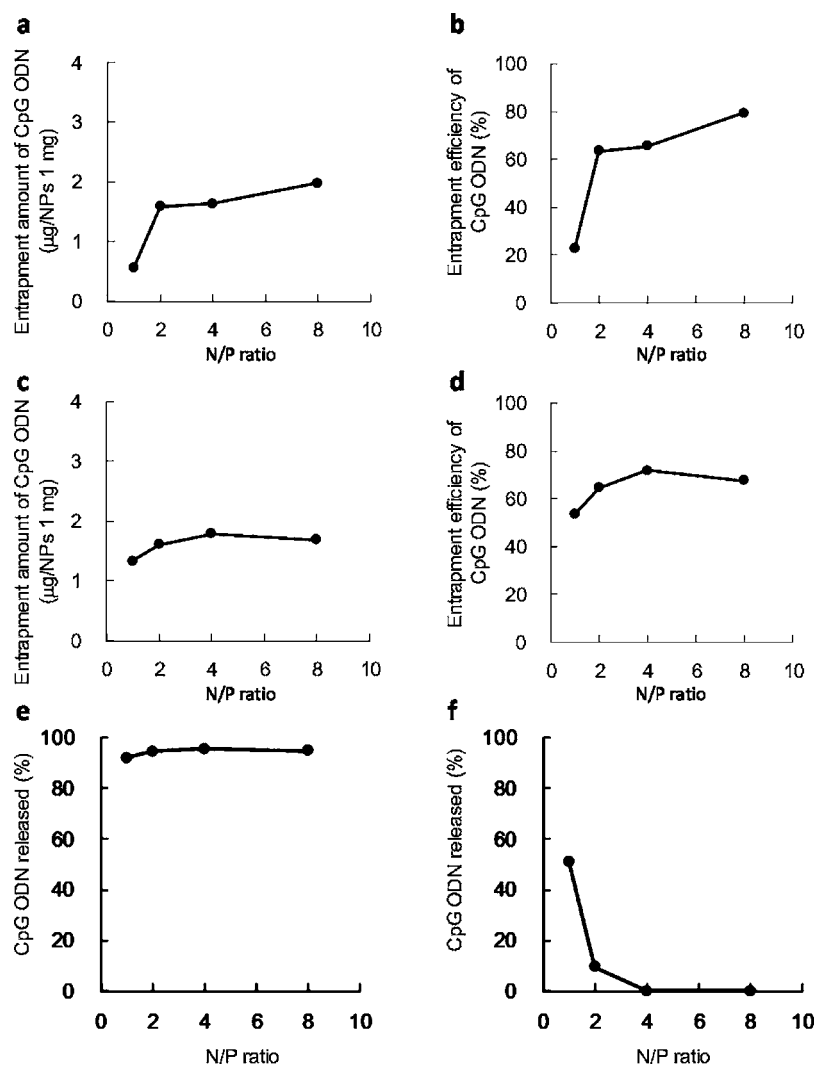 a
Entrapment amount of CpG ODN
(µg/NPs 1 mg)
4
3
2
1
0
0 2 4 6 8 10
N/P ratio
b
Entrapment efficiency of
CpG ODN (%)
100
80
60
40
20
0
0 2 4 6 8 10
N/P ratio
c
Entrapment amount of CpG ODN
(µg/NPs 1 mg)
4
3
2
1
0
0 2 4 6 8 10
N/P ratio
d
Entrapment efficiency of
CpG ODN (%)
100
80
60
40
20
0
0 2 4 6 8 10
N/P ratio
e
CpG ODN released (%)
100
80
60
40
20
0
0 2 4 6 8 10
N/P ratio
f
CpG ODN released (%)
100
80
60
40
20
0
0 2 4 6 8 10
N/P ratio